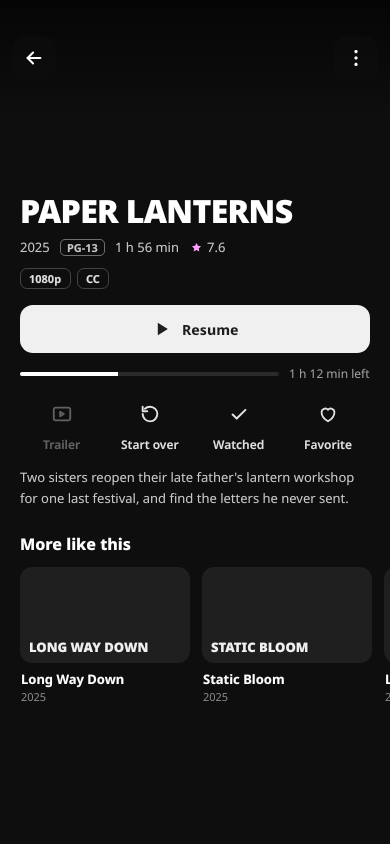 PAPER LANTERNS
2025 PG-13 1 h 56 min 7.6
1080p CC
Resume
1 h 12 min left
Trailer Start over Watched Favorite
Two sisters reopen their late father's lantern workshop
for one last festival, and find the letters he never sent.
More like this
LONG WAY DOWN STATIC BLOOM
Long Way Down Static Bloom
2025 2025